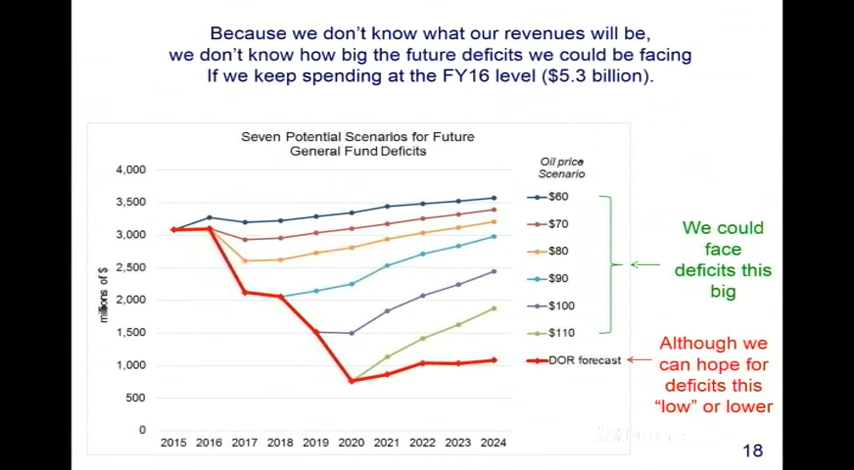 Because we don't know what our revenues will be,
we don't know how big the future deficits we could be facing
If we keep spending at the FY16 level ($5.3 billion).
Seven Potential Scenarios for Future
General Fund Deficits
Oil price
Scenario
4,000
3,500
3,000
2,500
2,000
1,500
1,000
500
0
millions of $
2015 2016 2017 2018 2019 2020 2021 2022 2023 2024
$60
$70
$80
$90
$100
$110
DOR forecast
We could
face
deficits this
big
Although we
can hope for
deficits this
"low" or lower
18